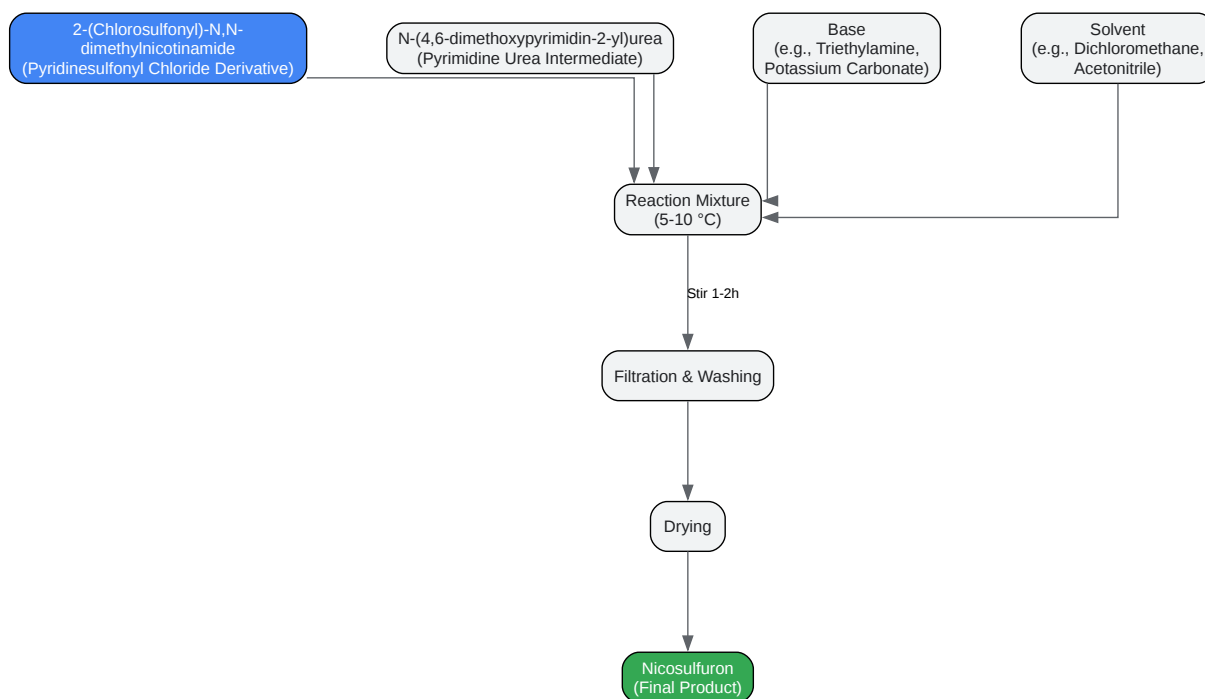 2-(Chlorosulfonyl)-N,N-
dimethylnicotinamide
(Pyridinesulfonyl Chloride Derivative)
N-(4,6-dimethoxypyrimidin-2-yl)urea
(Pyrimidine Urea Intermediate)
Base
(e.g., Triethylamine,
Potassium Carbonate)
Solvent
(e.g., Dichloromethane,
Acetonitrile)
Reaction Mixture
(5-10 °C)
Stir 1-2h
Filtration & Washing
Drying
Nicosulfuron
(Final Product)